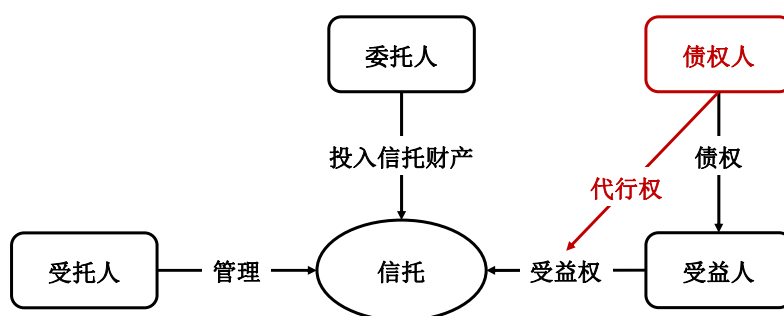 委托人
债权人
投入信托财产
债权
代行权
受托人
管理
信托
受益权
受益人